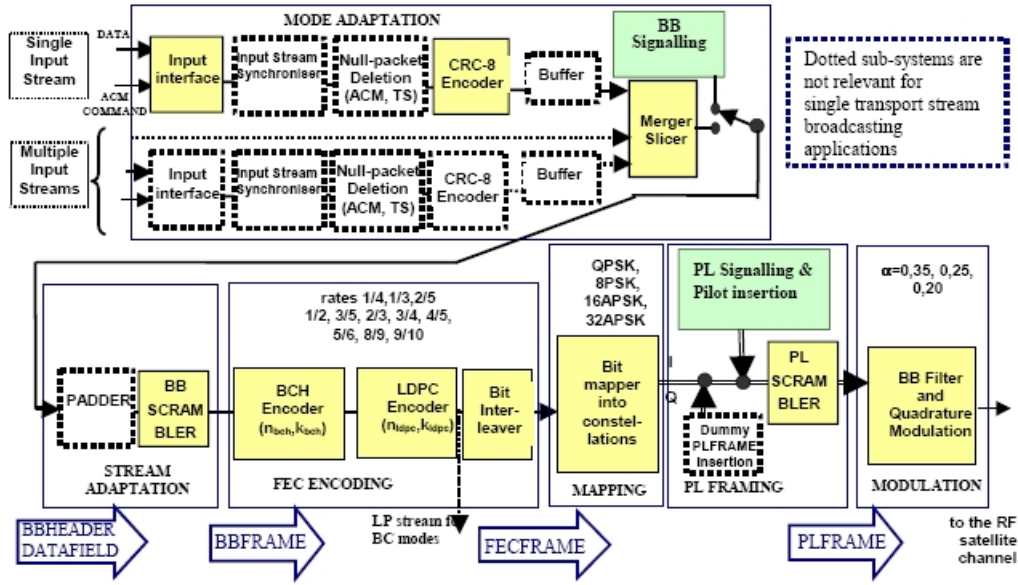 MODE ADAPTATION
BB
Signalling
Single
Input
Stream
DATA
ACM
COMMAND
Input
interface
Input Stream
Synchroniser
Null-packet
Deletion
(ACM, TS)
CRC-8
Encoder
Buffer
Merger
Slicer
Dotted sub-systems are
not relevant for
single transport stream
broadcasting
applications
Multiple
Input
Streams
Input
interface
Input Stream
Synchroniser
Null-packet
Deletion
(ACM, TS)
CRC-8
Encoder
Buffer
rates 1/4,1/3,2/5
1/2, 3/5, 2/3, 3/4, 4/5,
5/6, 8/9, 9/10
QPSK,
8PSK,
16APSK,
32APSK
PL Signalling &
Pilot insertion
α=0,35, 0,25,
0,20
PADDER
BB
SCRAM
BLER
BCH
Encoder
(nbch,kbch)
LDPC
Encoder
(nldpc,kldpc)
Bit
Inter-
leaver
Bit
mapper
into
constel-
lations
I
Q
Dummy
PLFRAME
Insertion
PL
SCRAM
BLER
BB Filter
and
Quadrature
Modulation
STREAM
ADAPTATION
FEC ENCODING
MAPPING
PL FRAMING
MODULATION
BBHEADER
DATAFIELD
BBFRAME
LP stream for
BC modes
FECFRAME
PLFRAME
to the RF
satellite
channel